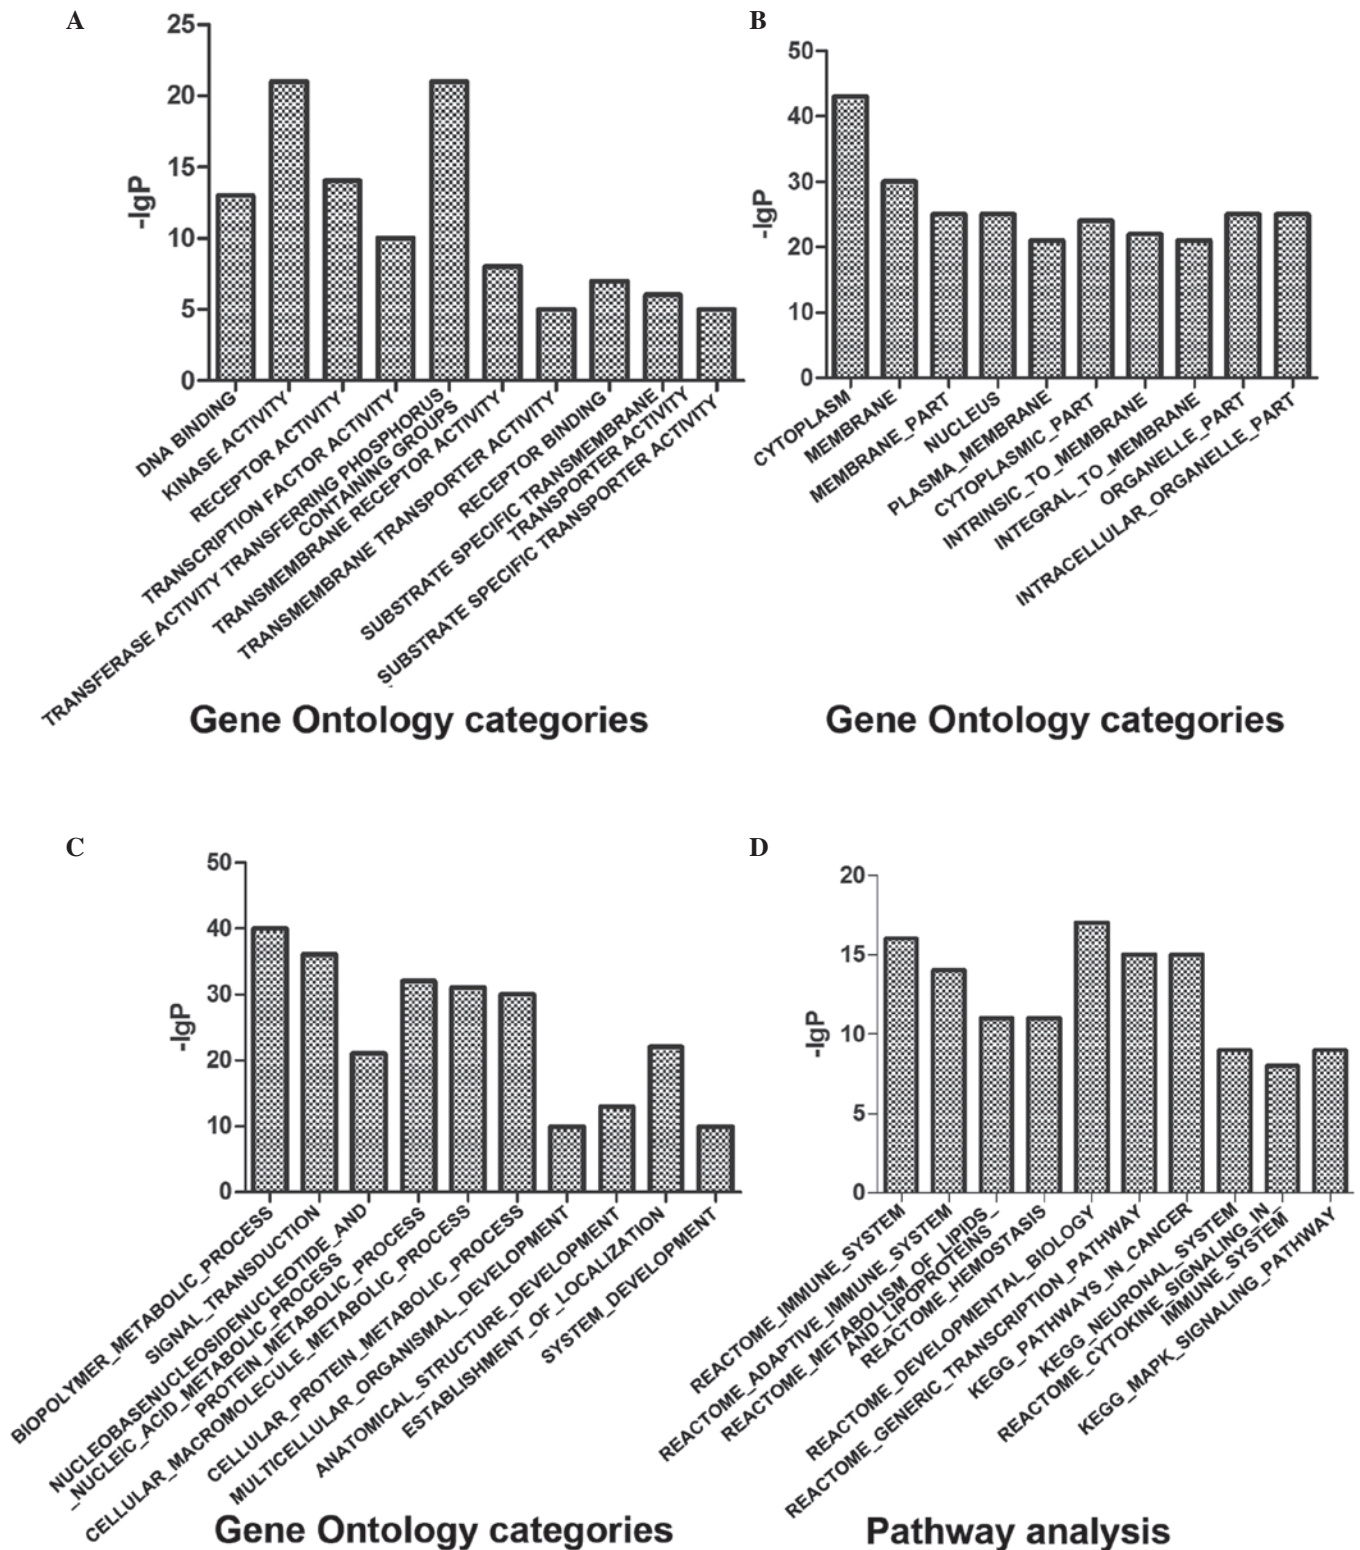 A
25
20
15
10
5
0
-lgP
DNA BINDING
KINASE ACTIVITY
RECEPTOR ACTIVITY
TRANSCRIPTION FACTOR ACTIVITY
TRANSFERASE ACTIVITY TRANSFERRING PHOSPHORUS
CONTAINING GROUPS
TRANSMEMBRANE RECEPTOR ACTIVITY
TRANSMEMBRANE TRANSPORTER ACTIVITY
RECEPTOR BINDING
SUBSTRATE SPECIFIC TRANSMEMBRANE
TRANSPORTER ACTIVITY
SUBSTRATE SPECIFIC TRANSPORTER ACTIVITY
Gene Ontology categories
B
50
40
30
20
10
0
-lgP
CYTOPLASM
MEMBRANE
MEMBRANE_PART
NUCLEUS
PLASMA_MEMBRANE
CYTOPLASMIC_PART
INTRINSIC_TO_MEMBRANE
INTEGRAL_TO_MEMBRANE
ORGANELLE_PART
INTRACELLULAR_ORGANELLE_PART
Gene Ontology categories
C
50
40
30
20
10
0
-lgP
BIOPOLYMER_METABOLIC_PROCESS
SIGNAL_TRANSDUCTION
NUCLEOBASENUCLEOSIDENUCLEOTIDE_AND
_NUCLEIC_ACID_METABOLIC_PROCESS
PROTEIN_METABOLIC_PROCESS
CELLULAR_MACROMOLECULE_METABOLIC_PROCESS
CELLULAR_PROTEIN_METABOLIC_PROCESS
MULTICELLULAR_ORGANISMAL_DEVELOPMENT
ANATOMICAL_STRUCTURE_DEVELOPMENT
ESTABLISHMENT_OF_LOCALIZATION
SYSTEM_DEVELOPMENT
Gene Ontology categories
D
20
15
10
5
0
-lgP
REACTOME_IMMUNE_SYSTEM
REACTOME_ADAPTIVE_IMMUNE_SYSTEM
REACTOME_METABOLISM_OF_LIPIDS_
AND_LIPOPROTEINS
REACTOME_HEMOSTASIS
REACTOME_DEVELOPMENTAL_BIOLOGY
REACTOME_GENERIC_TRANSCRIPTION_PATHWAY
KEGG_PATHWAYS_IN_CANCER
KEGG_NEURONAL_SYSTEM
REACTOME_CYTOKINE_SIGNALING_IN_
IMMUNE_SYSTEM
KEGG_MAPK_SIGNALING_PATHWAY
Pathway analysis